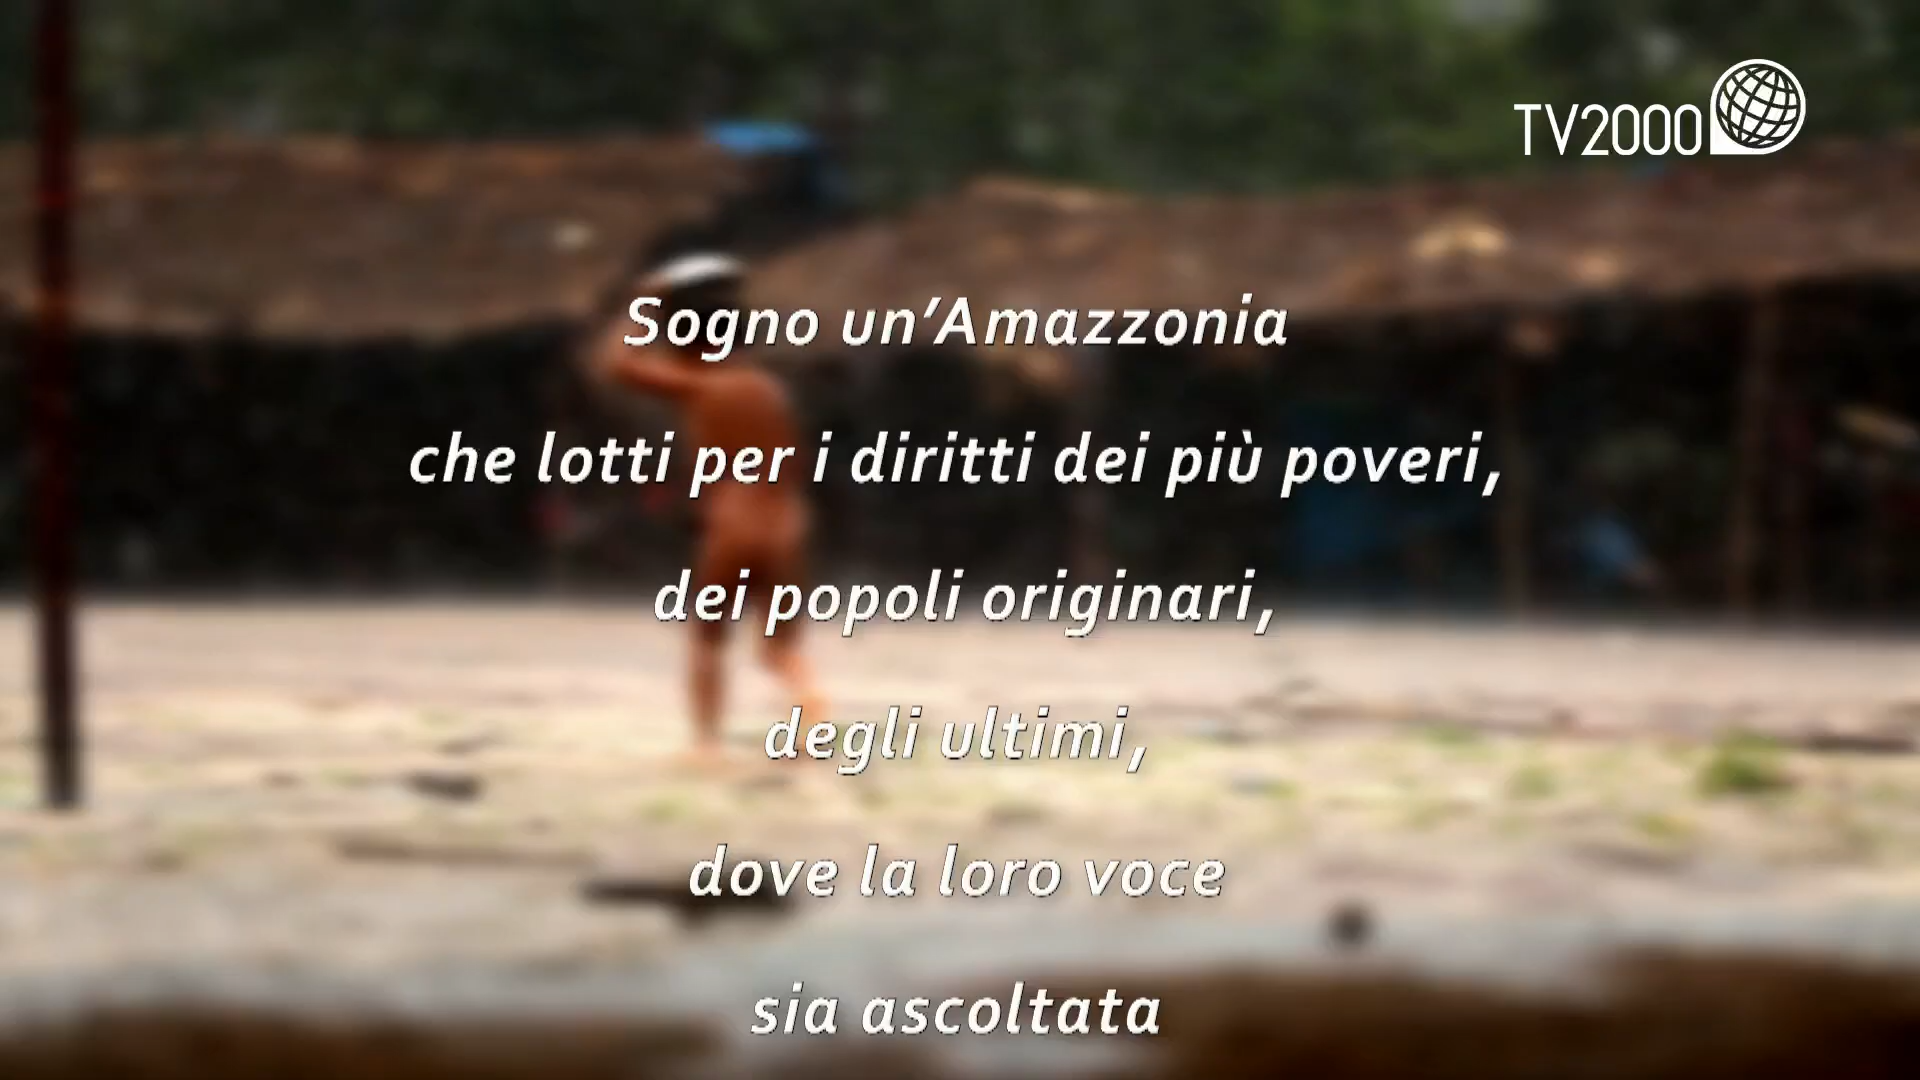 TV2000
Sogno un’Amazzonia
che lotti per i diritti dei più poveri,
dei popoli originari,
degli ultimi,
dove la loro voce
sia ascoltata